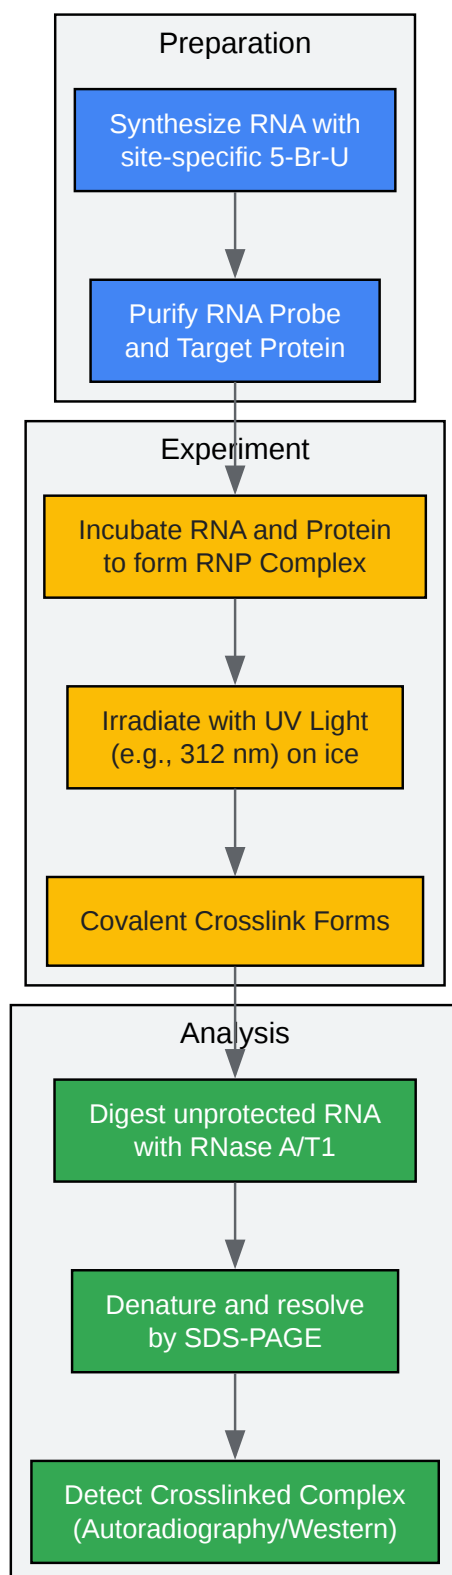 Preparation
Synthesize RNA with
site-specific 5-Br-U
Purify RNA Probe
and Target Protein
Experiment
Incubate RNA and Protein
to form RNP Complex
Irradiate with UV Light
(e.g., 312 nm) on ice
Covalent Crosslink Forms
Analysis
Digest unprotected RNA
with RNase A/T1
Denature and resolve
by SDS-PAGE
Detect Crosslinked Complex
(Autoradiography/Western)